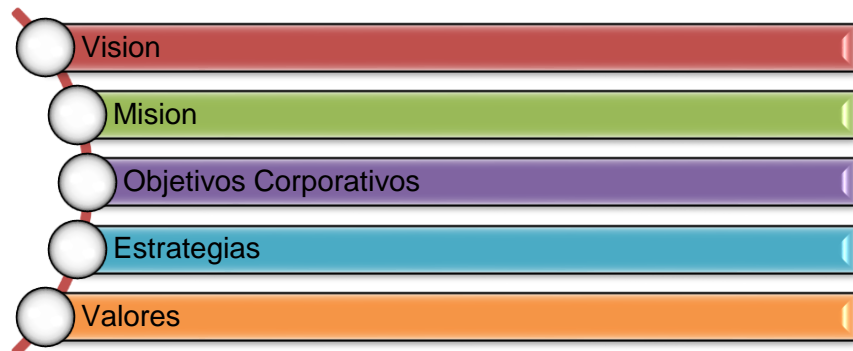 Vision
Mision
Objetivos Corporativos
Estrategias
Valores